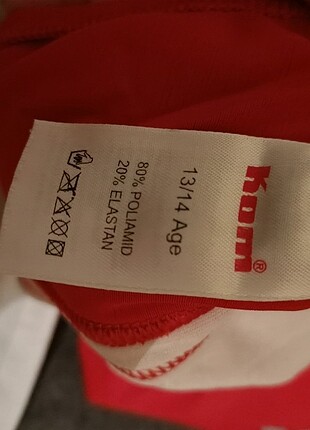 Kom®
13/14 Age
80% POLIAMID
20% ELASTAN